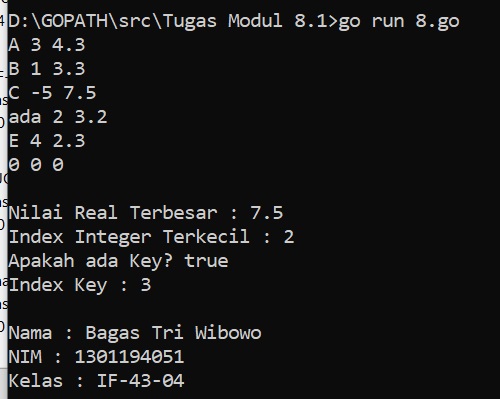 D:\GOPATH\src\Tugas Modul 8.1>go run 8.go
A 3 4.3
B 1 3.3
C -5 7.5
ada 2 3.2
E 4 2.3
0 0 0
Nilai Real Terbesar : 7.5
Index Integer Terkecil : 2
Apakah ada Key? true
Index Key : 3
Nama : Bagas Tri Wibowo
NIM : 1301194051
Kelas : IF-43-04